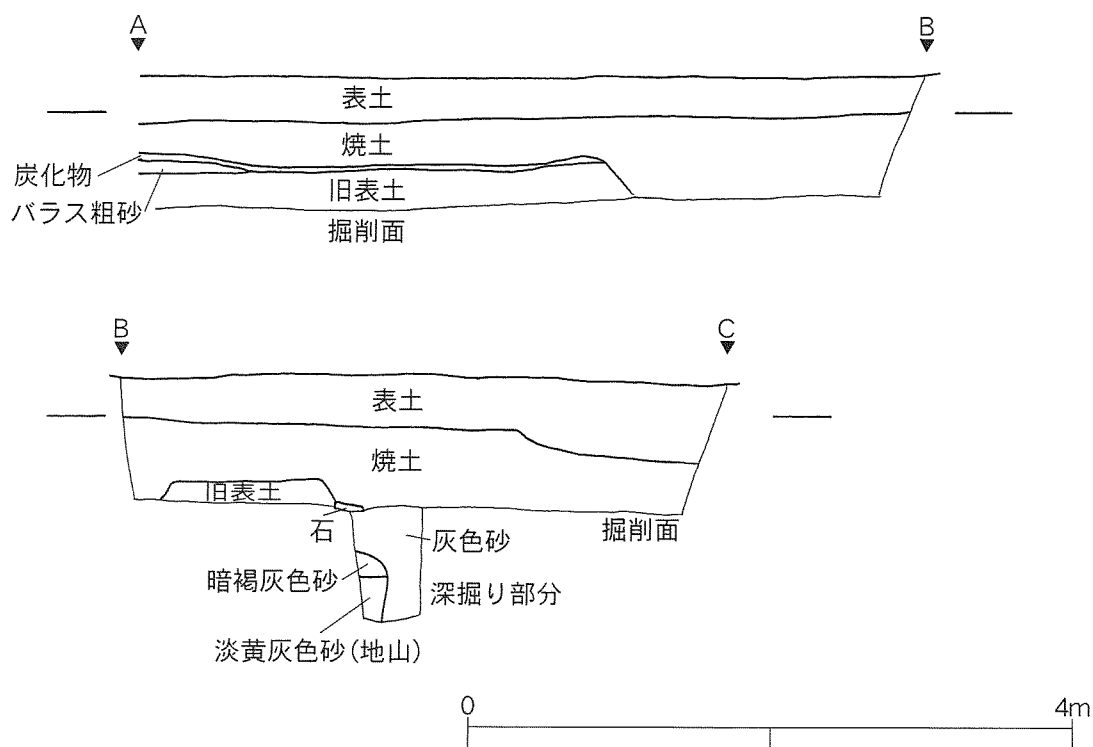 A
B
表土
焼土
炭化物
バラス粗砂
旧表土
掘削面
B
C
表土
焼土
旧表土
石
掘削面
灰色砂
暗褐灰色砂
深掘り部分
淡黄灰色砂(地山)
0
4m